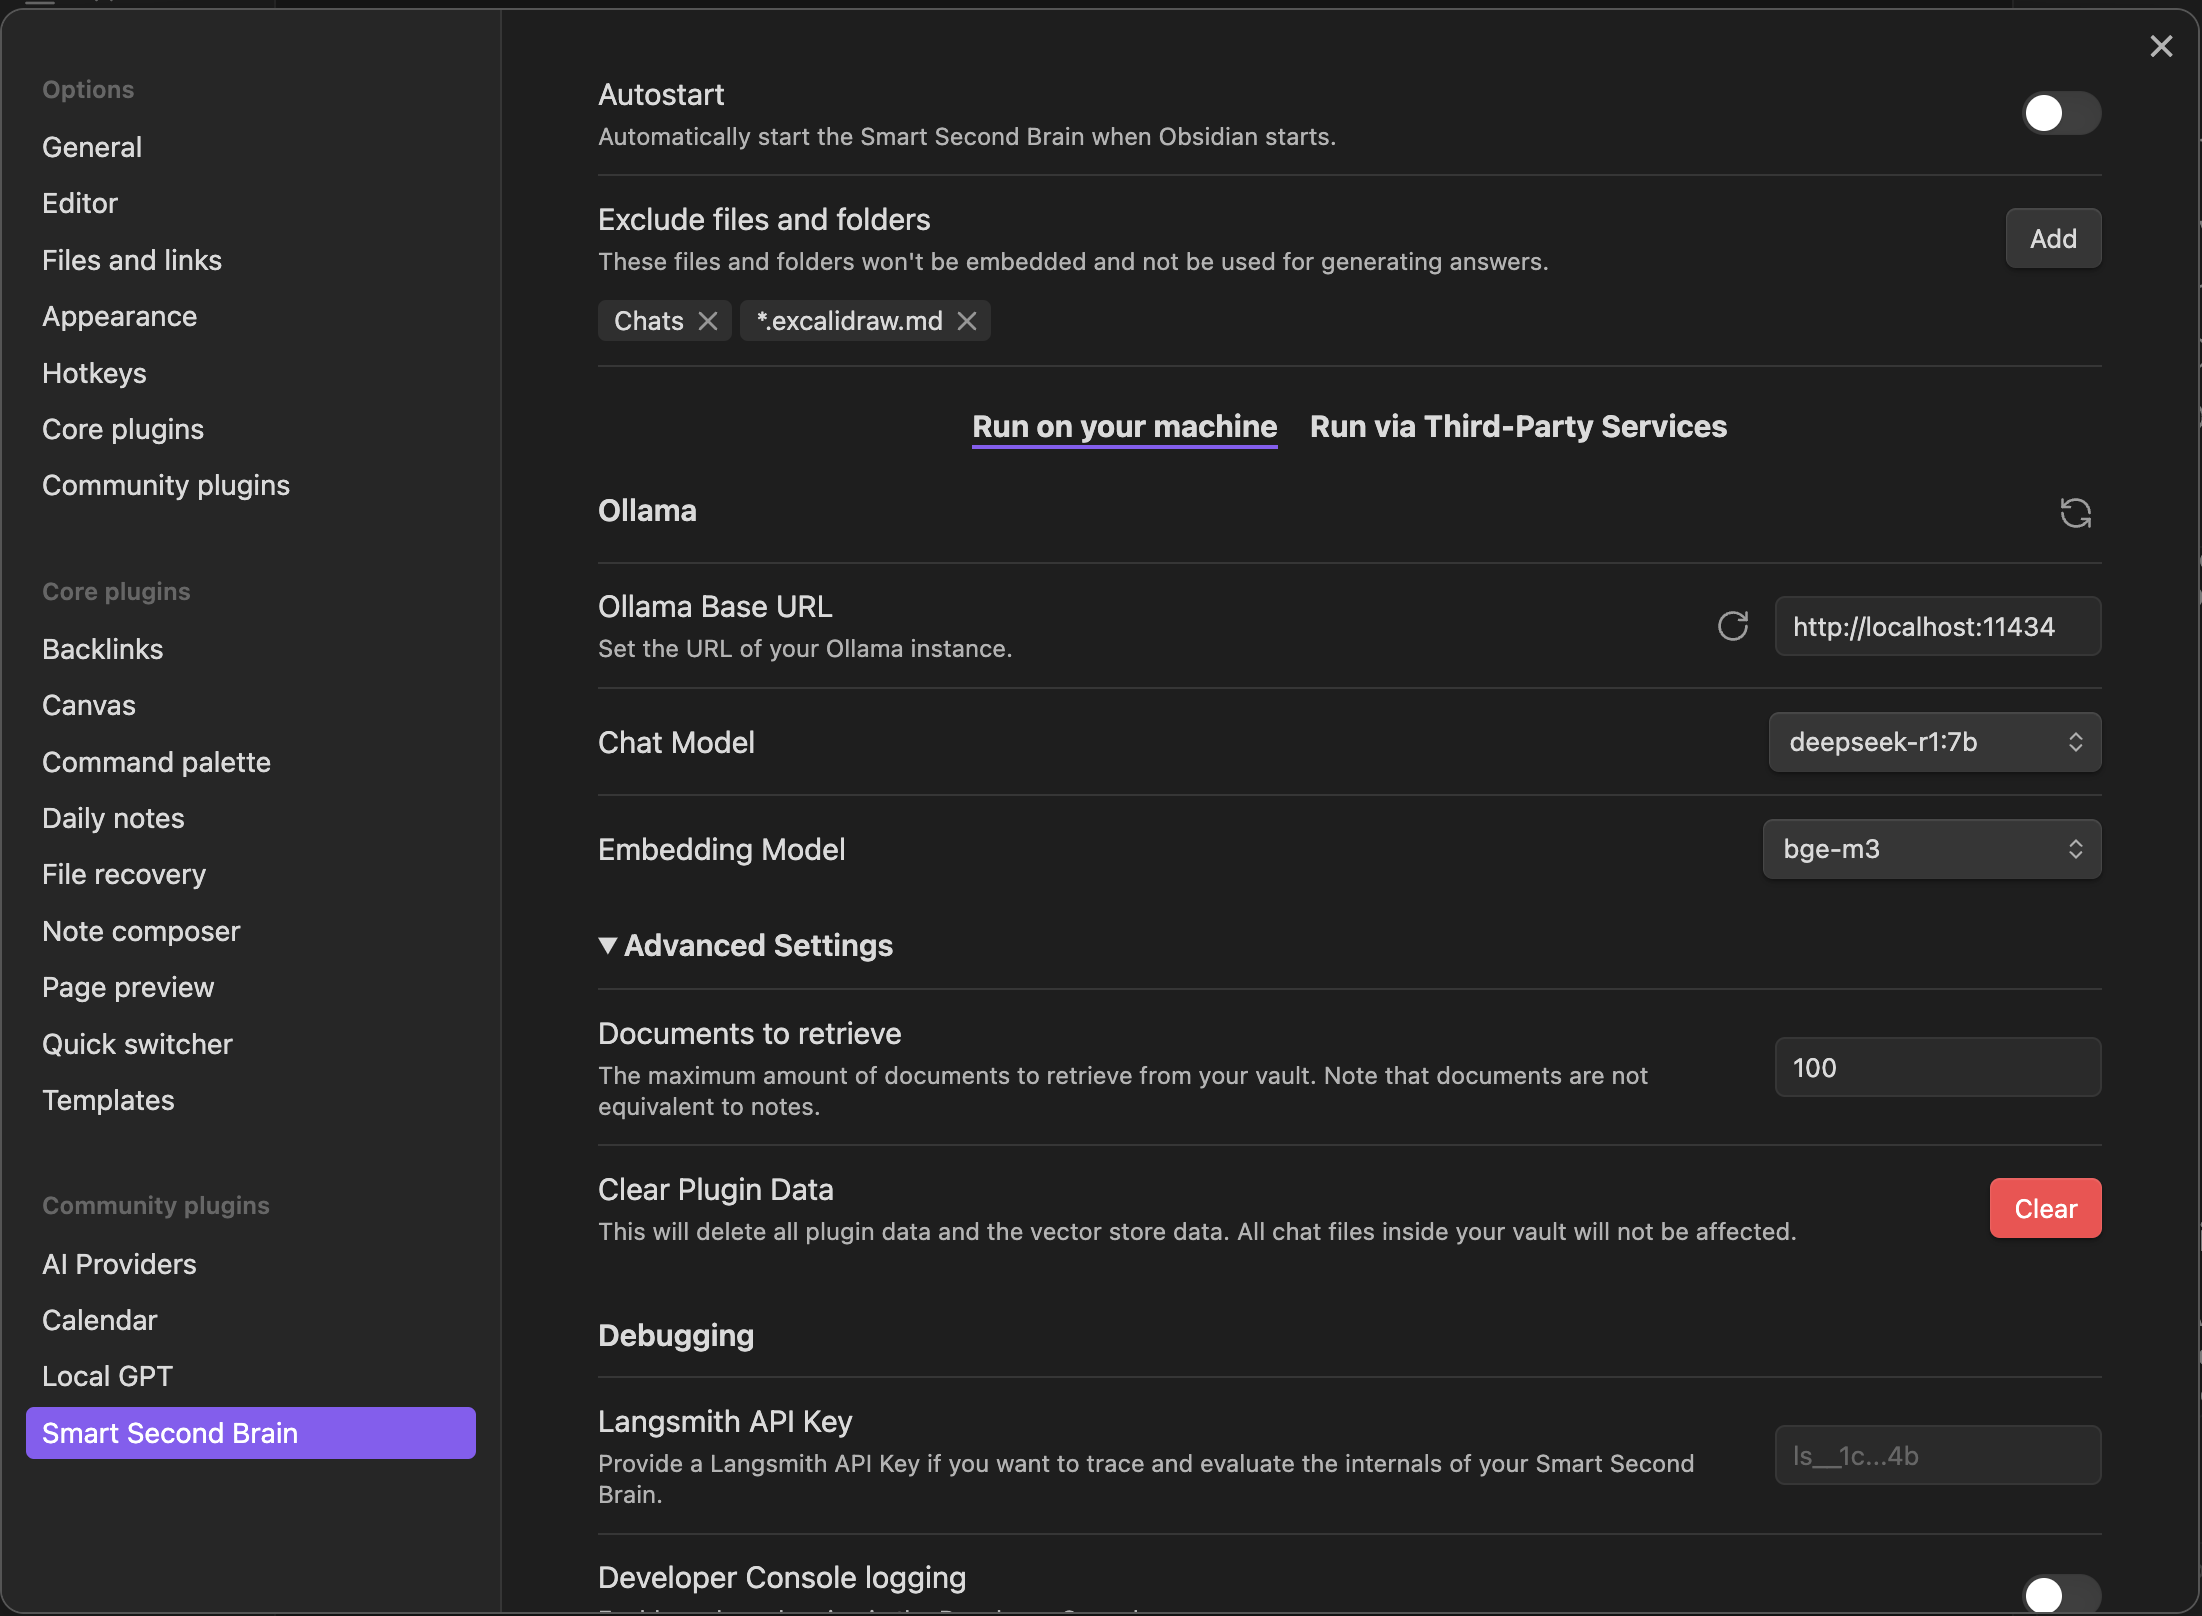 Options
General
Editor
Files and links
Appearance
Hotkeys
Core plugins
Community plugins
Core plugins
Backlinks
Canvas
Command palette
Daily notes
File recovery
Note composer
Page preview
Quick switcher
Templates
Community plugins
AI Providers
Calendar
Local GPT
Smart Second Brain
Autostart
Automatically start the Smart Second Brain when Obsidian starts.
Exclude files and folders
These files and folders won't be embedded and not be used for generating answers.
Add
Chats
*.excalidraw.md
Run on your machine
Run via Third-Party Services
Ollama
Ollama Base URL
Set the URL of your Ollama instance.
http://localhost:11434
Chat Model
deepseek-r1:7b
Embedding Model
bge-m3
Advanced Settings
Documents to retrieve
The maximum amount of documents to retrieve from your vault. Note that documents are not
equivalent to notes.
100
Clear Plugin Data
This will delete all plugin data and the vector store data. All chat files inside your vault will not be affected.
Clear
Debugging
Langsmith API Key
Provide a Langsmith API Key if you want to trace and evaluate the internals of your Smart Second
Brain.
ls__1c...4b
Developer Console logging